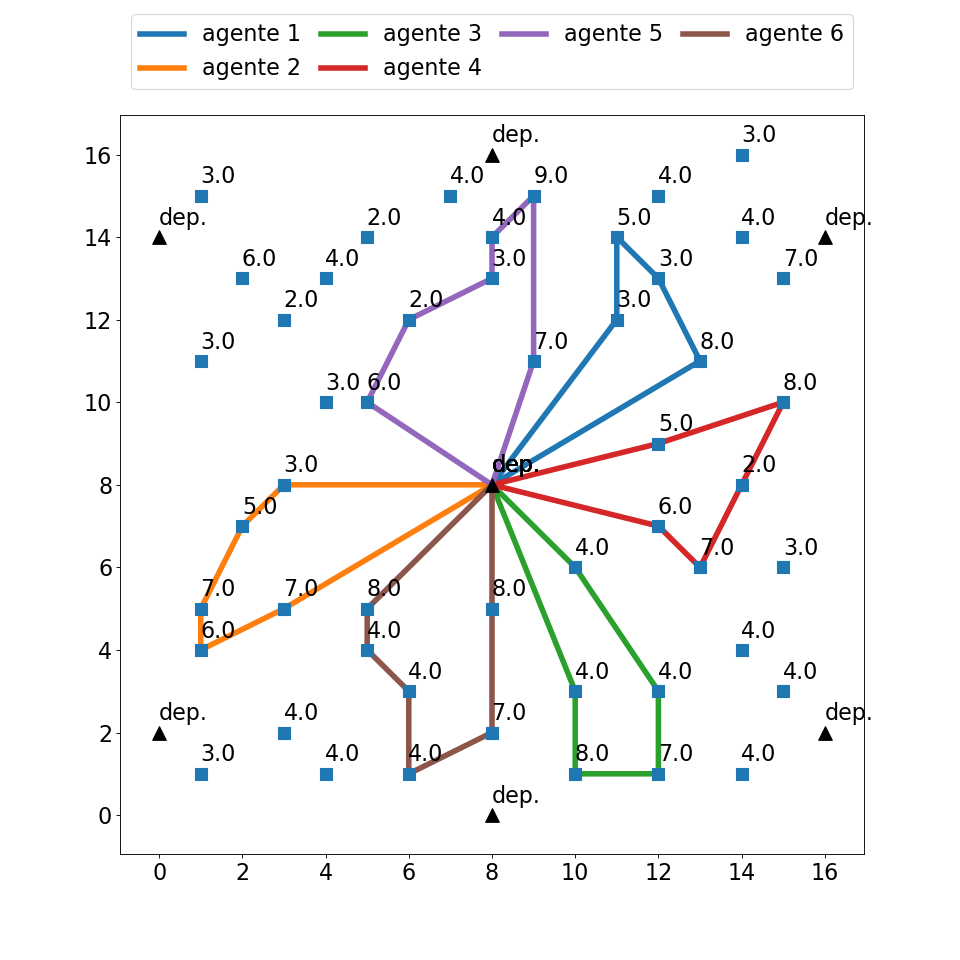 agente 1 agente 3 agente 5 agente 6
agente 2 agente 4
3.0
dep.
16
3.0 4.0 9.0 4.0
dep. 2.0 4.0 5.0 4.0 dep.
14
6.0 4.0 3.0 3.0 7.0
2.0 2.0 3.0
12
3.0 7.0 8.0
3.0 6.0 8.0
10
5.0
3.0 dep. 2.0
8
5.0 6.0
4.0 7.0 3.0
6
7.0 7.0 8.0 8.0
6.0 4.0 4.0
4
4.0 4.0 4.0 4.0
dep. 4.0 7.0 dep.
2
3.0 4.0 4.0 8.0 7.0 4.0
dep.
0
0 2 4 6 8 10 12 14 16